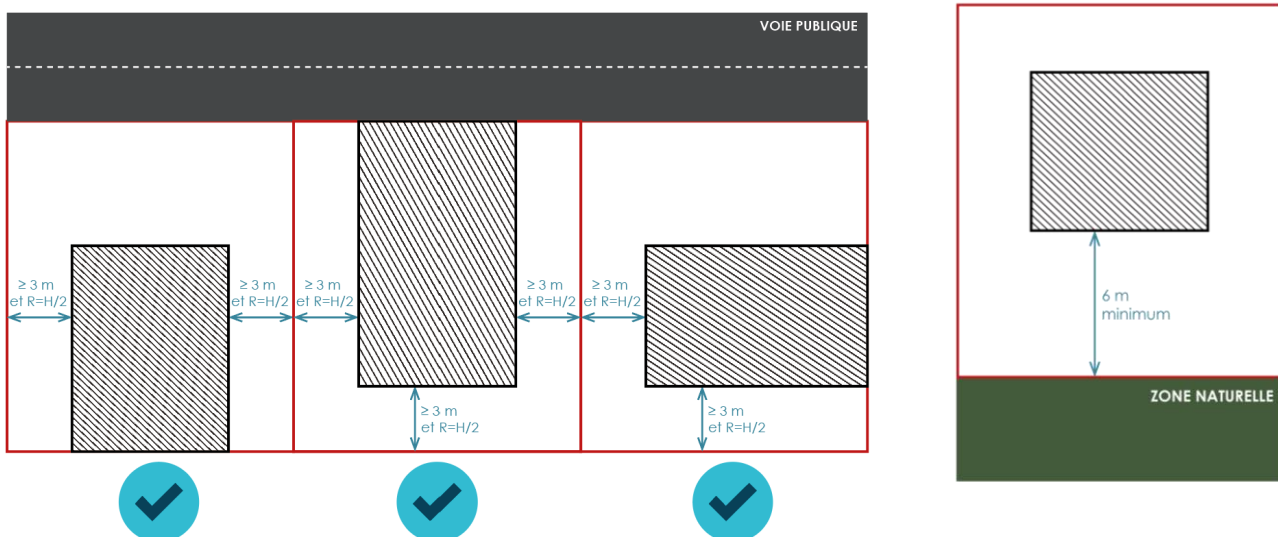 VOIE PUBLIQUE
≥ 3 m
et R=H/2
≥ 3 m
et R=H/2
≥ 3 m
et R=H/2
≥ 3 m
et R=H/2
≥ 3 m
et R=H/2
≥ 3 m
et R=H/2
≥ 3 m
et R=H/2
6 m
minimum
ZONE NATURELLE